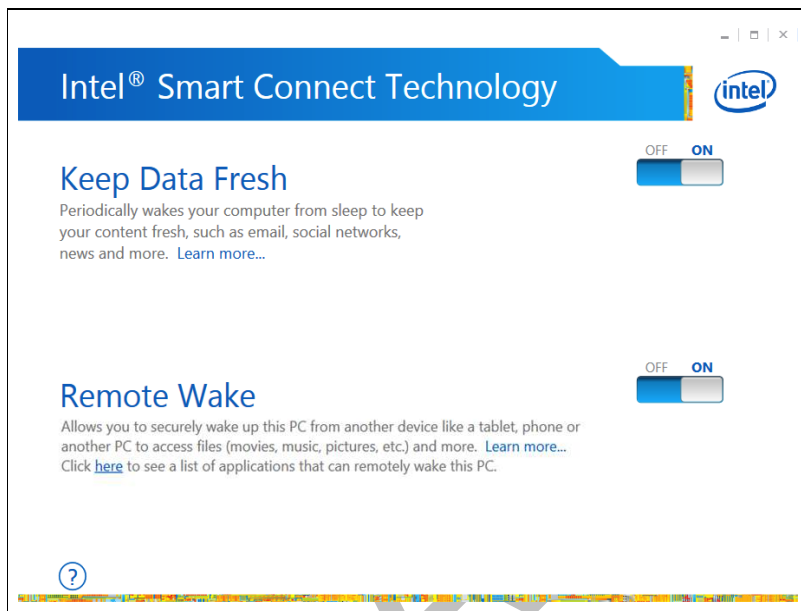 Intel® Smart Connect Technology
intel
OFF ON
Keep Data Fresh
Periodically wakes your computer from sleep to keep
your content fresh, such as email, social networks,
news and more. Learn more...
OFF ON
Remote Wake
Allows you to securely wake up this PC from another device like a tablet, phone or
another PC to access files (movies, music, pictures, etc.) and more. Learn more...
Click here to see a list of applications that can remotely wake this PC.
?